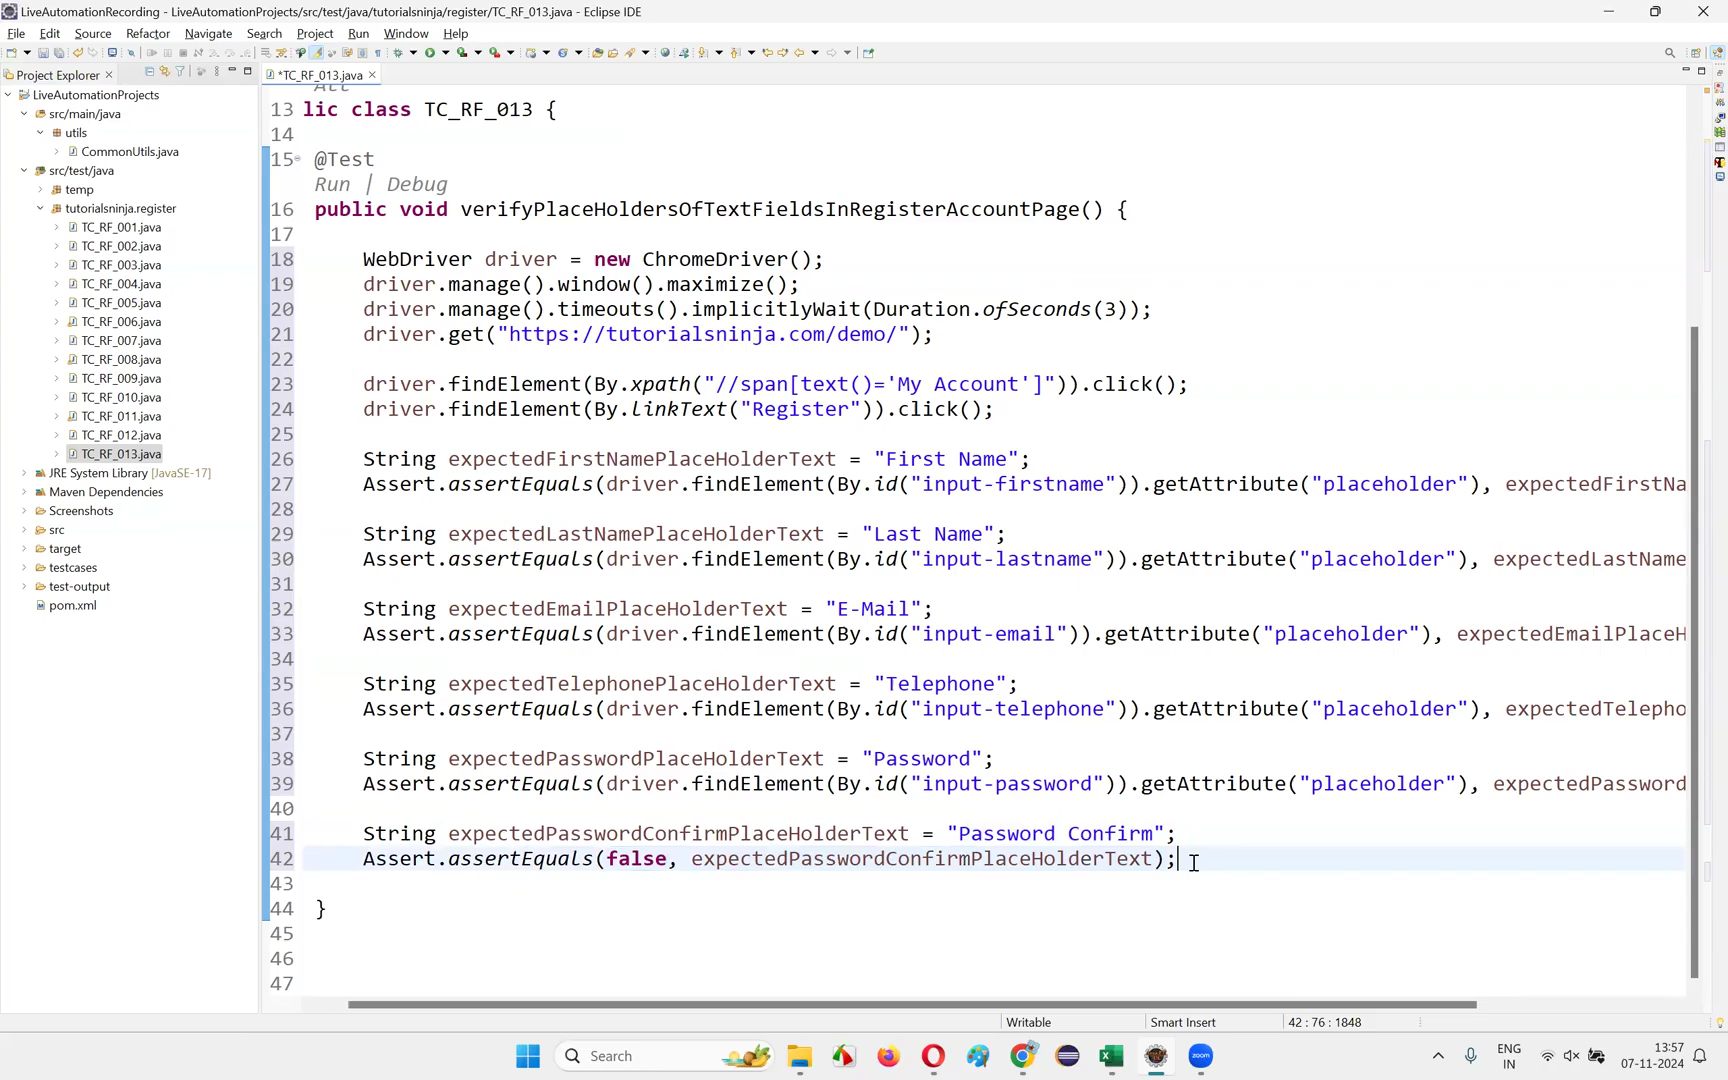 LiveAutomationRecording - LiveAutomationProjects/src/test/java/tutorialsninja/register/TC_RF_013.java - Eclipse IDE
File Edit Source Refactor Navigate Search Project Run Window Help
Project Explorer
*TC_RF_013.java
LiveAutomationProjects
src/main/java
utils
CommonUtils.java
src/test/java
temp
tutorialsninja.register
TC_RF_001.java
TC_RF_002.java
TC_RF_003.java
TC_RF_004.java
TC_RF_005.java
TC_RF_006.java
TC_RF_007.java
TC_RF_008.java
TC_RF_009.java
TC_RF_010.java
TC_RF_011.java
TC_RF_012.java
TC_RF_013.java
JRE System Library [JavaSE-17]
Maven Dependencies
Screenshots
src
target
testcases
test-output
pom.xml
13 lic class TC_RF_013 {
14
15 @Test
Run | Debug
16 public void verifyPlaceHoldersOfTextFieldsInRegisterAccountPage() {
17
18 WebDriver driver = new ChromeDriver();
19 driver.manage().window().maximize();
20 driver.manage().timeouts().implicitlyWait(Duration.ofSeconds(3));
21 driver.get("https://tutorialsninja.com/demo/");
22
23 driver.findElement(By.xpath("//span[text()='My Account']")).click();
24 driver.findElement(By.linkText("Register")).click();
25
26 String expectedFirstNamePlaceHolderText = "First Name";
27 Assert.assertEquals(driver.findElement(By.id("input-firstname")).getAttribute("placeholder"), expectedFirstNa
28
29 String expectedLastNamePlaceHolderText = "Last Name";
30 Assert.assertEquals(driver.findElement(By.id("input-lastname")).getAttribute("placeholder"), expectedLastName
31
32 String expectedEmailPlaceHolderText = "E-Mail";
33 Assert.assertEquals(driver.findElement(By.id("input-email")).getAttribute("placeholder"), expectedEmailPlaceH
34
35 String expectedTelephonePlaceHolderText = "Telephone";
36 Assert.assertEquals(driver.findElement(By.id("input-telephone")).getAttribute("placeholder"), expectedTelepho
37
38 String expectedPasswordPlaceHolderText = "Password";
39 Assert.assertEquals(driver.findElement(By.id("input-password")).getAttribute("placeholder"), expectedPassword
40
41 String expectedPasswordConfirmPlaceHolderText = "Password Confirm";
42 Assert.assertEquals(false, expectedPasswordConfirmPlaceHolderText);
43
44 }
45
46
47
Writable Smart Insert 42 : 76 : 1848
Search
zoom
ENG
IN
13:57
07-11-2024